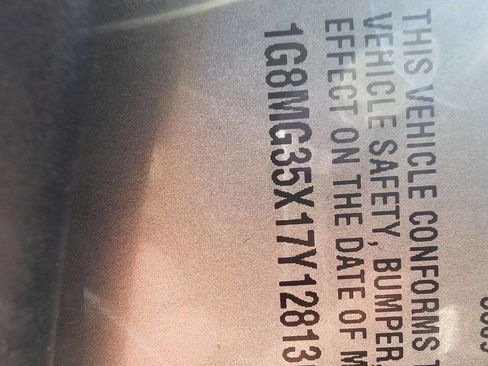 THIS VEHICLE CONFORMS T
VEHICLE SAFETY, BUMPER,
EFFECT ON THE DATE OF M
1G8MG35X17Y12813